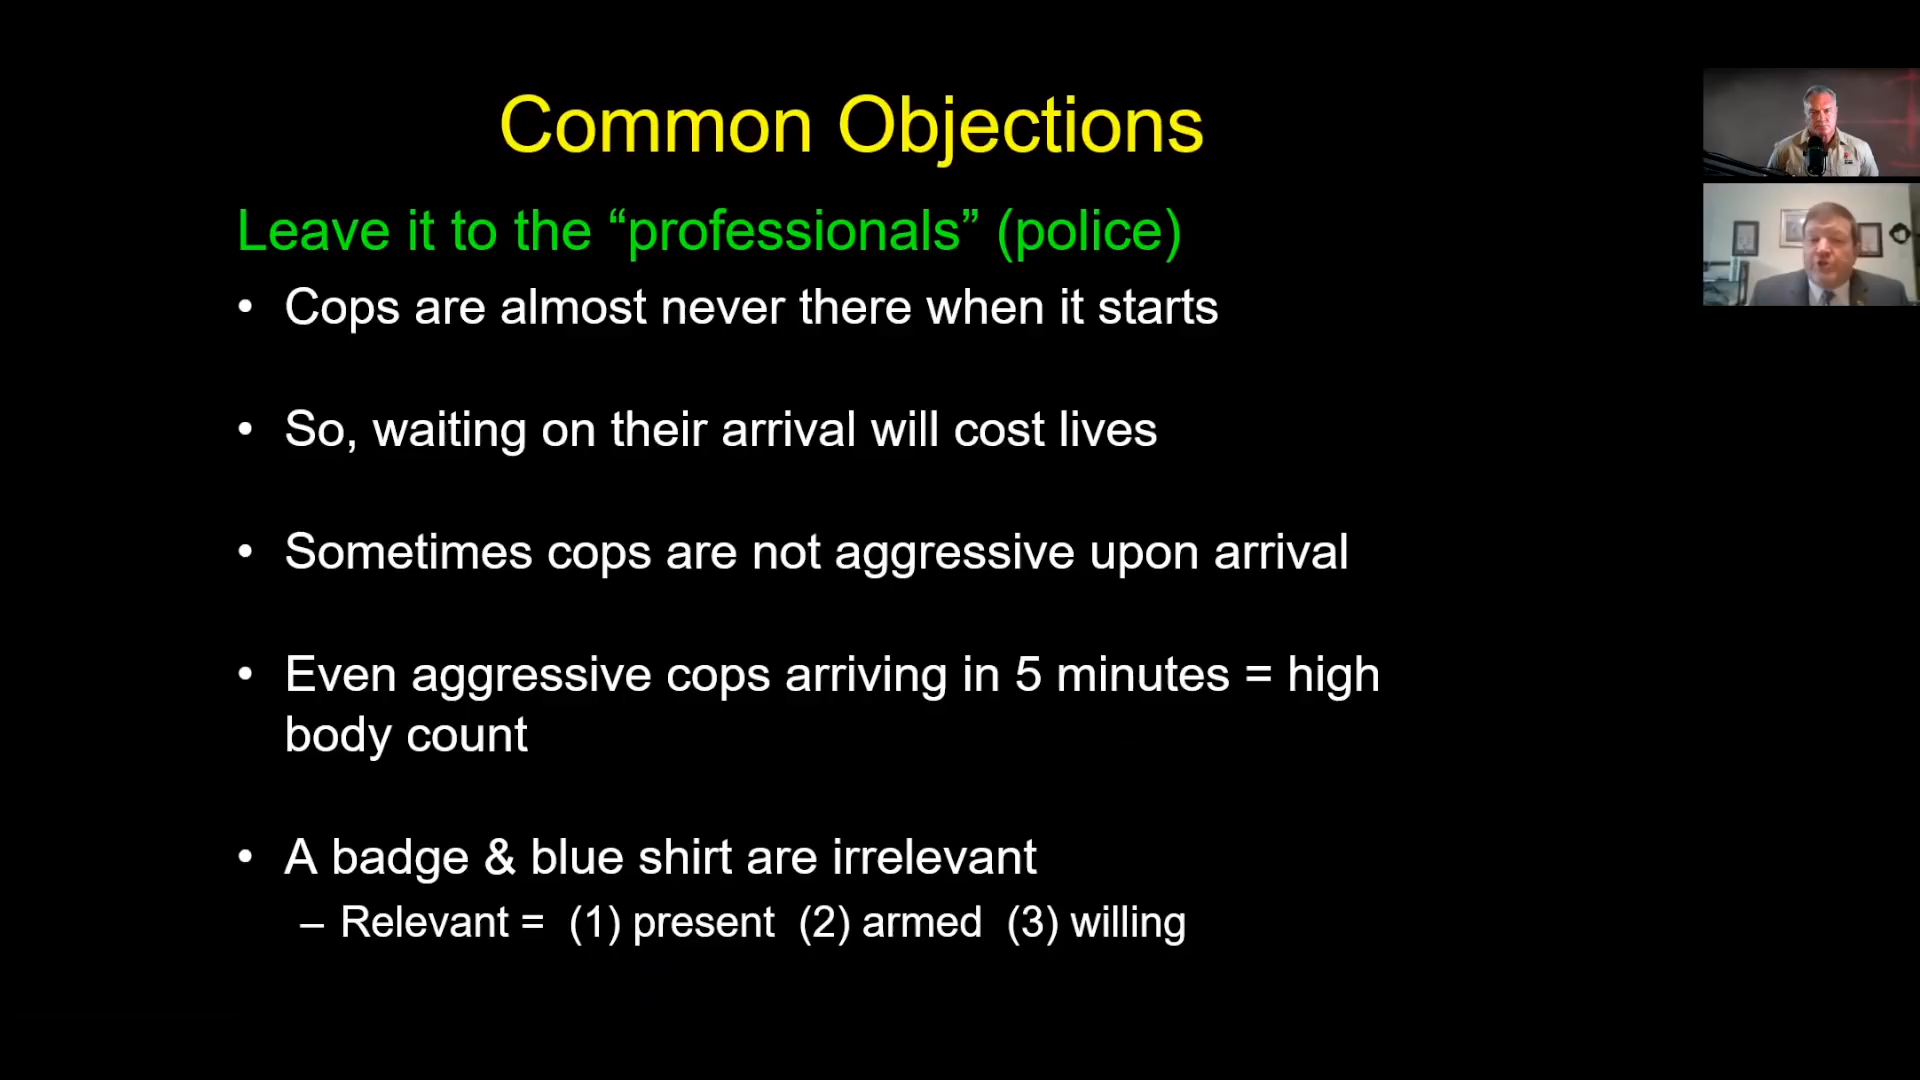 Common Objections
Leave it to the “professionals” (police)
• Cops are almost never there when it starts
• So, waiting on their arrival will cost lives
• Sometimes cops are not aggressive upon arrival
• Even aggressive cops arriving in 5 minutes = high
body count
• A badge & blue shirt are irrelevant
– Relevant = (1) present (2) armed (3) willing